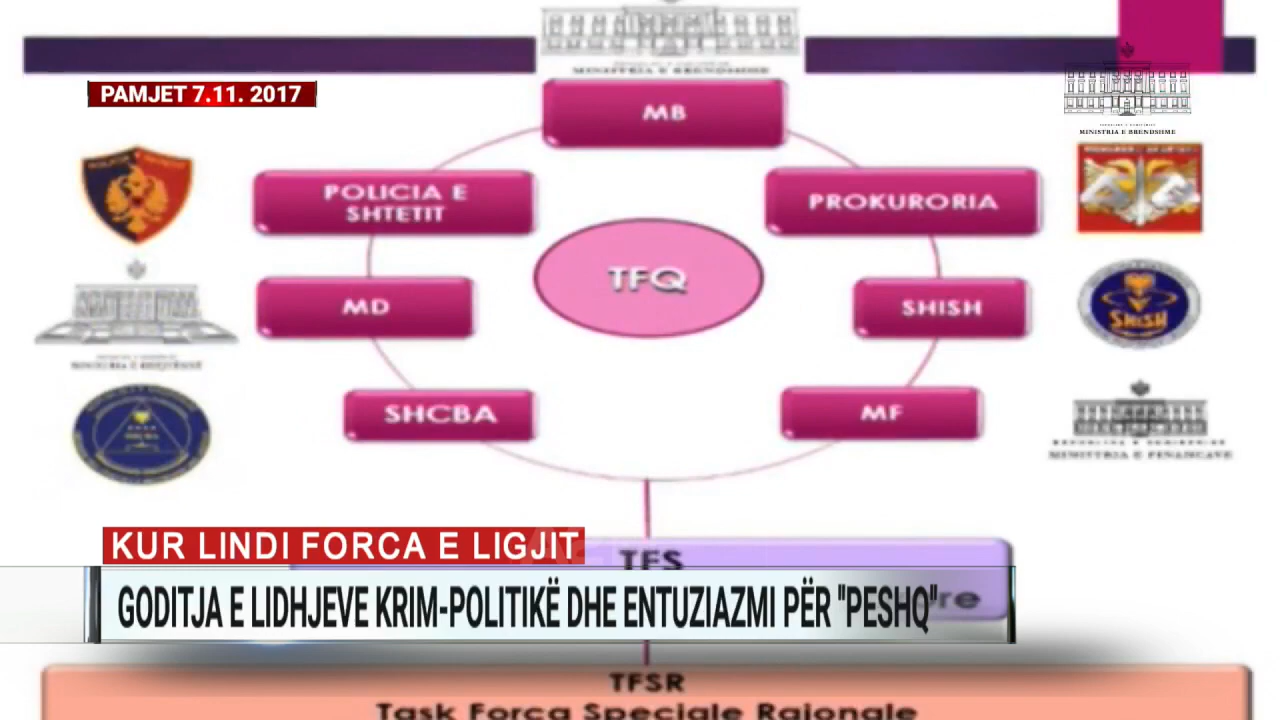 MINISTRIA E BRENDSHME
PAMJET 7.11. 2017
MB
MINISTRIA E BRENDSHME
POLICIA E
SHTETIT
PROKURORIA
TFQ
MD
SHISH
SHISH
SHCBA
MF
MINISTRIA E FINANCAVE
KUR LINDI FORCA E LIGJIT
TFS
GODITJA E LIDHJEVE KRIM-POLITIKË DHE ENTUZIAZMI PËR "PESHQ"
TFSR
Task Forca Speciale Rajonale